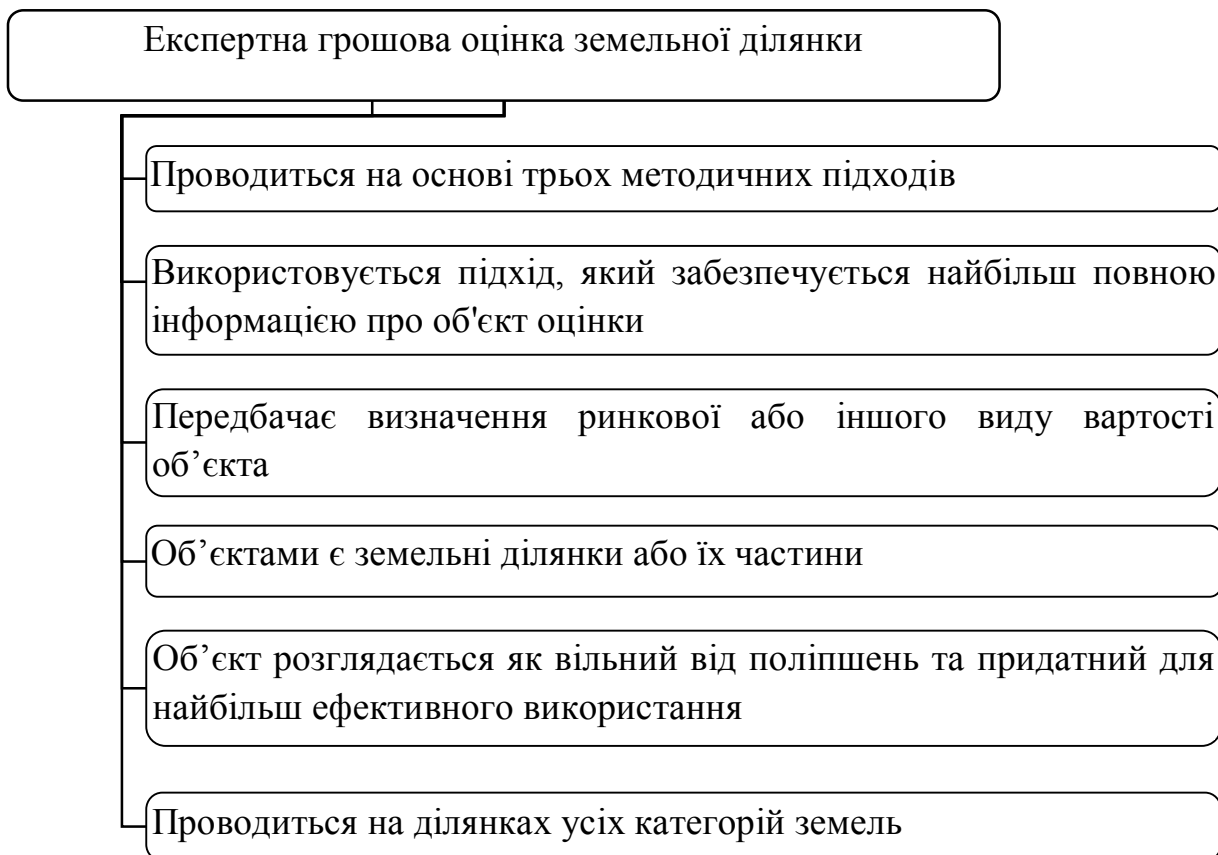 Експертна грошова оцінка земельної ділянки
Проводиться на основі трьох методичних підходів
Використовується підхід, який забезпечується найбільш повною
інформацією про об'єкт оцінки
Передбачає визначення ринкової або іншого виду вартості
об’єкта
Об’єктами є земельні ділянки або їх частини
Об’єкт розглядається як вільний від поліпшень та придатний для
найбільш ефективного використання
Проводиться на ділянках усіх категорій земель